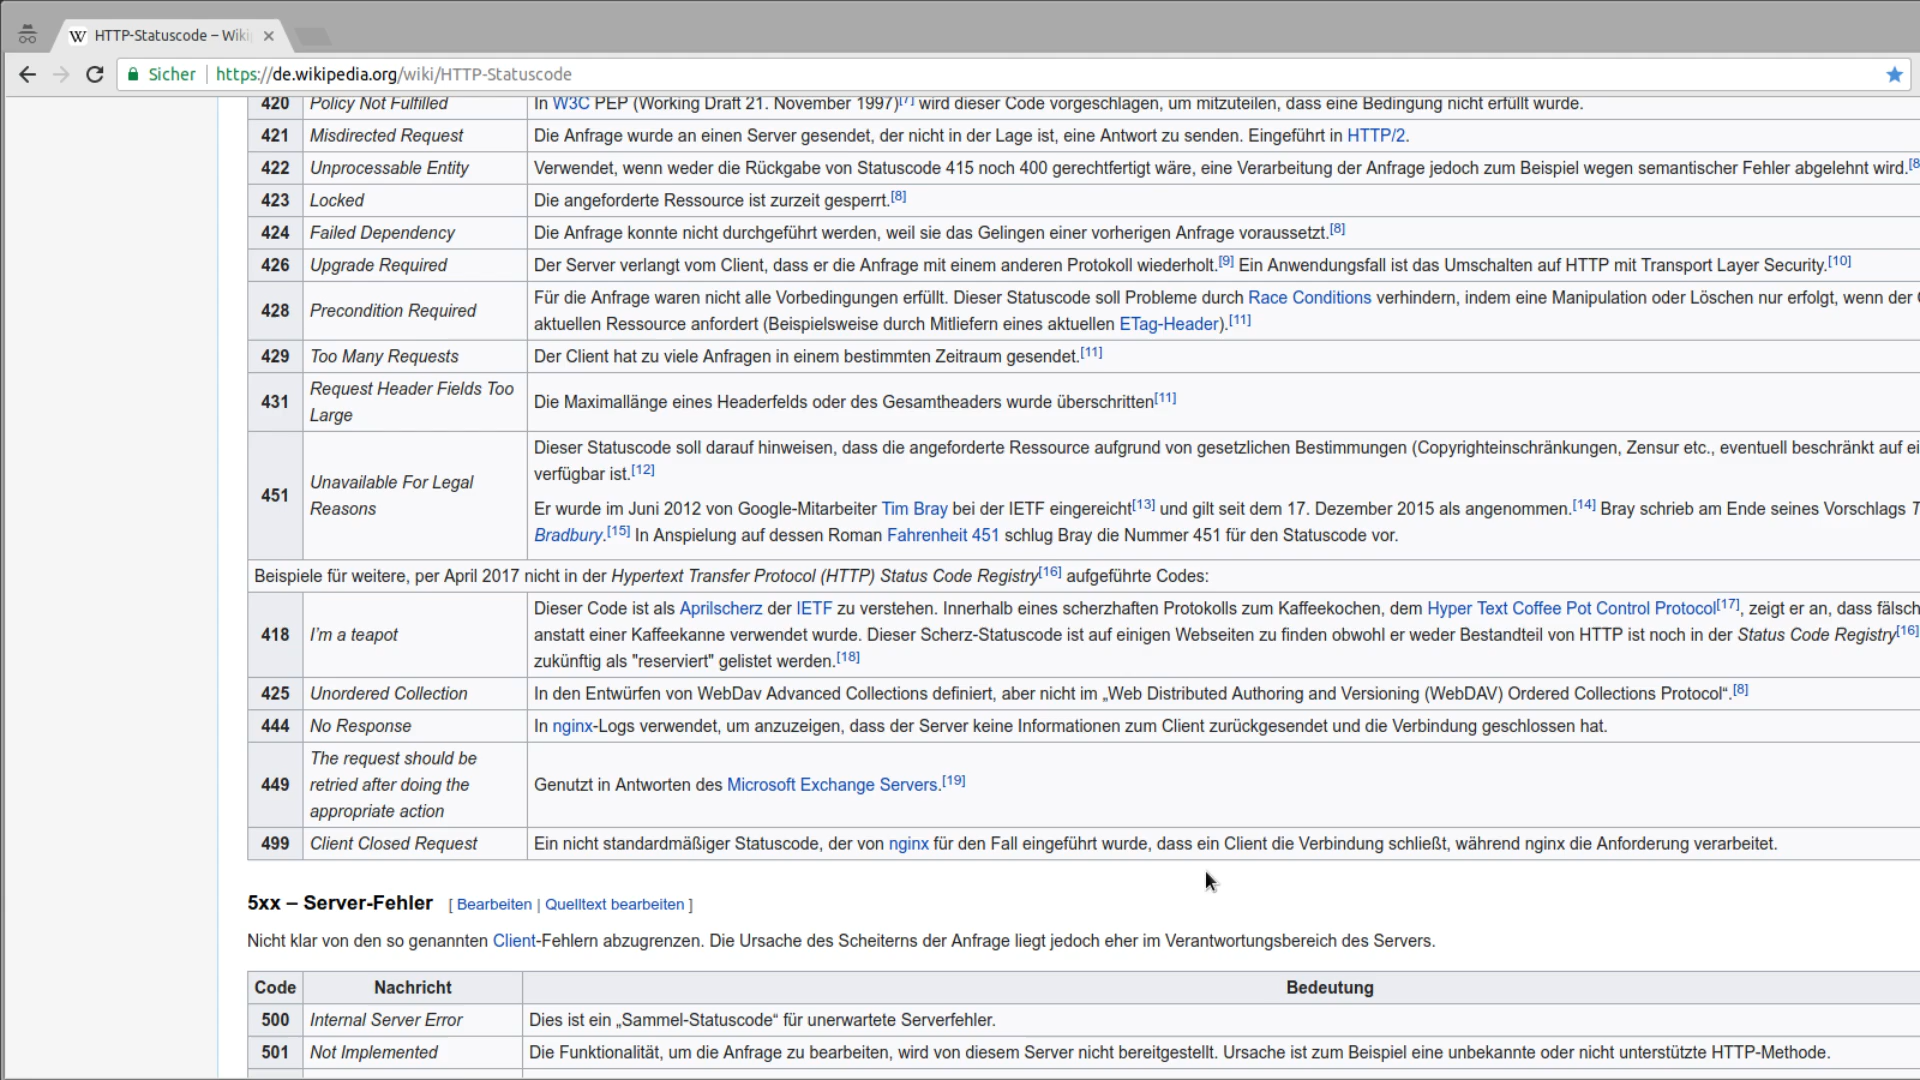 HTTP-Statuscode – Wiki
Sicher https://de.wikipedia.org/wiki/HTTP-Statuscode
420 Policy Not Fulfilled In W3C PEP (Working Draft 21. November 1997)[7] wird dieser Code vorgeschlagen, um mitzuteilen, dass eine Bedingung nicht erfüllt wurde.
421 Misdirected Request Die Anfrage wurde an einen Server gesendet, der nicht in der Lage ist, eine Antwort zu senden. Eingeführt in HTTP/2.
422 Unprocessable Entity Verwendet, wenn weder die Rückgabe von Statuscode 415 noch 400 gerechtfertigt wäre, eine Verarbeitung der Anfrage jedoch zum Beispiel wegen semantischer Fehler abgelehnt wird.[8
423 Locked Die angeforderte Ressource ist zurzeit gesperrt.[8]
424 Failed Dependency Die Anfrage konnte nicht durchgeführt werden, weil sie das Gelingen einer vorherigen Anfrage voraussetzt.[8]
426 Upgrade Required Der Server verlangt vom Client, dass er die Anfrage mit einem anderen Protokoll wiederholt.[9] Ein Anwendungsfall ist das Umschalten auf HTTP mit Transport Layer Security.[10]
428 Precondition Required Für die Anfrage waren nicht alle Vorbedingungen erfüllt. Dieser Statuscode soll Probleme durch Race Conditions verhindern, indem eine Manipulation oder Löschen nur erfolgt, wenn der
aktuellen Ressource anfordert (Beispielsweise durch Mitliefern eines aktuellen ETag-Header).[11]
429 Too Many Requests Der Client hat zu viele Anfragen in einem bestimmten Zeitraum gesendet.[11]
431 Request Header Fields Too
Large Die Maximallänge eines Headerfelds oder des Gesamtheaders wurde überschritten[11]
451 Unavailable For Legal
Reasons
Dieser Statuscode soll darauf hinweisen, dass die angeforderte Ressource aufgrund von gesetzlichen Bestimmungen (Copyrighteinschränkungen, Zensur etc., eventuell beschränkt auf ei
verfügbar ist.[12]
Er wurde im Juni 2012 von Google-Mitarbeiter Tim Bray bei der IETF eingereicht[13] und gilt seit dem 17. Dezember 2015 als angenommen.[14] Bray schrieb am Ende seines Vorschlags
Bradbury.[15] In Anspielung auf dessen Roman Fahrenheit 451 schlug Bray die Nummer 451 für den Statuscode vor.
Beispiele für weitere, per April 2017 nicht in der Hypertext Transfer Protocol (HTTP) Status Code Registry[16] aufgeführte Codes:
418 I'm a teapot
Dieser Code ist als Aprilscherz der IETF zu verstehen. Innerhalb eines scherzhaften Protokolls zum Kaffeekochen, dem Hyper Text Coffee Pot Control Protocol[17], zeigt er an, dass fälsch
anstatt einer Kaffeekanne verwendet wurde. Dieser Scherz-Statuscode ist auf einigen Webseiten zu finden obwohl er weder Bestandteil von HTTP ist noch in der Status Code Registry[16]
zukünftig als "reserviert" gelistet werden.[18]
425 Unordered Collection In den Entwürfen von WebDav Advanced Collections definiert, aber nicht im „Web Distributed Authoring and Versioning (WebDAV) Ordered Collections Protocol“.[8]
444 No Response In nginx-Logs verwendet, um anzuzeigen, dass der Server keine Informationen zum Client zurückgesendet und die Verbindung geschlossen hat.
449 The request should be
retried after doing the
appropriate action Genutzt in Antworten des Microsoft Exchange Servers.[19]
499 Client Closed Request Ein nicht standardmäßiger Statuscode, der von nginx für den Fall eingeführt wurde, dass ein Client die Verbindung schließt, während nginx die Anforderung verarbeitet.
5xx – Server-Fehler [ Bearbeiten | Quelltext bearbeiten ]
Nicht klar von den so genannten Client-Fehlern abzugrenzen. Die Ursache des Scheiterns der Anfrage liegt jedoch eher im Verantwortungsbereich des Servers.
Code Nachricht Bedeutung
500 Internal Server Error Dies ist ein „Sammel-Statuscode“ für unerwartete Serverfehler.
501 Not Implemented Die Funktionalität, um die Anfrage zu bearbeiten, wird von diesem Server nicht bereitgestellt. Ursache ist zum Beispiel eine unbekannte oder nicht unterstützte HTTP-Methode.